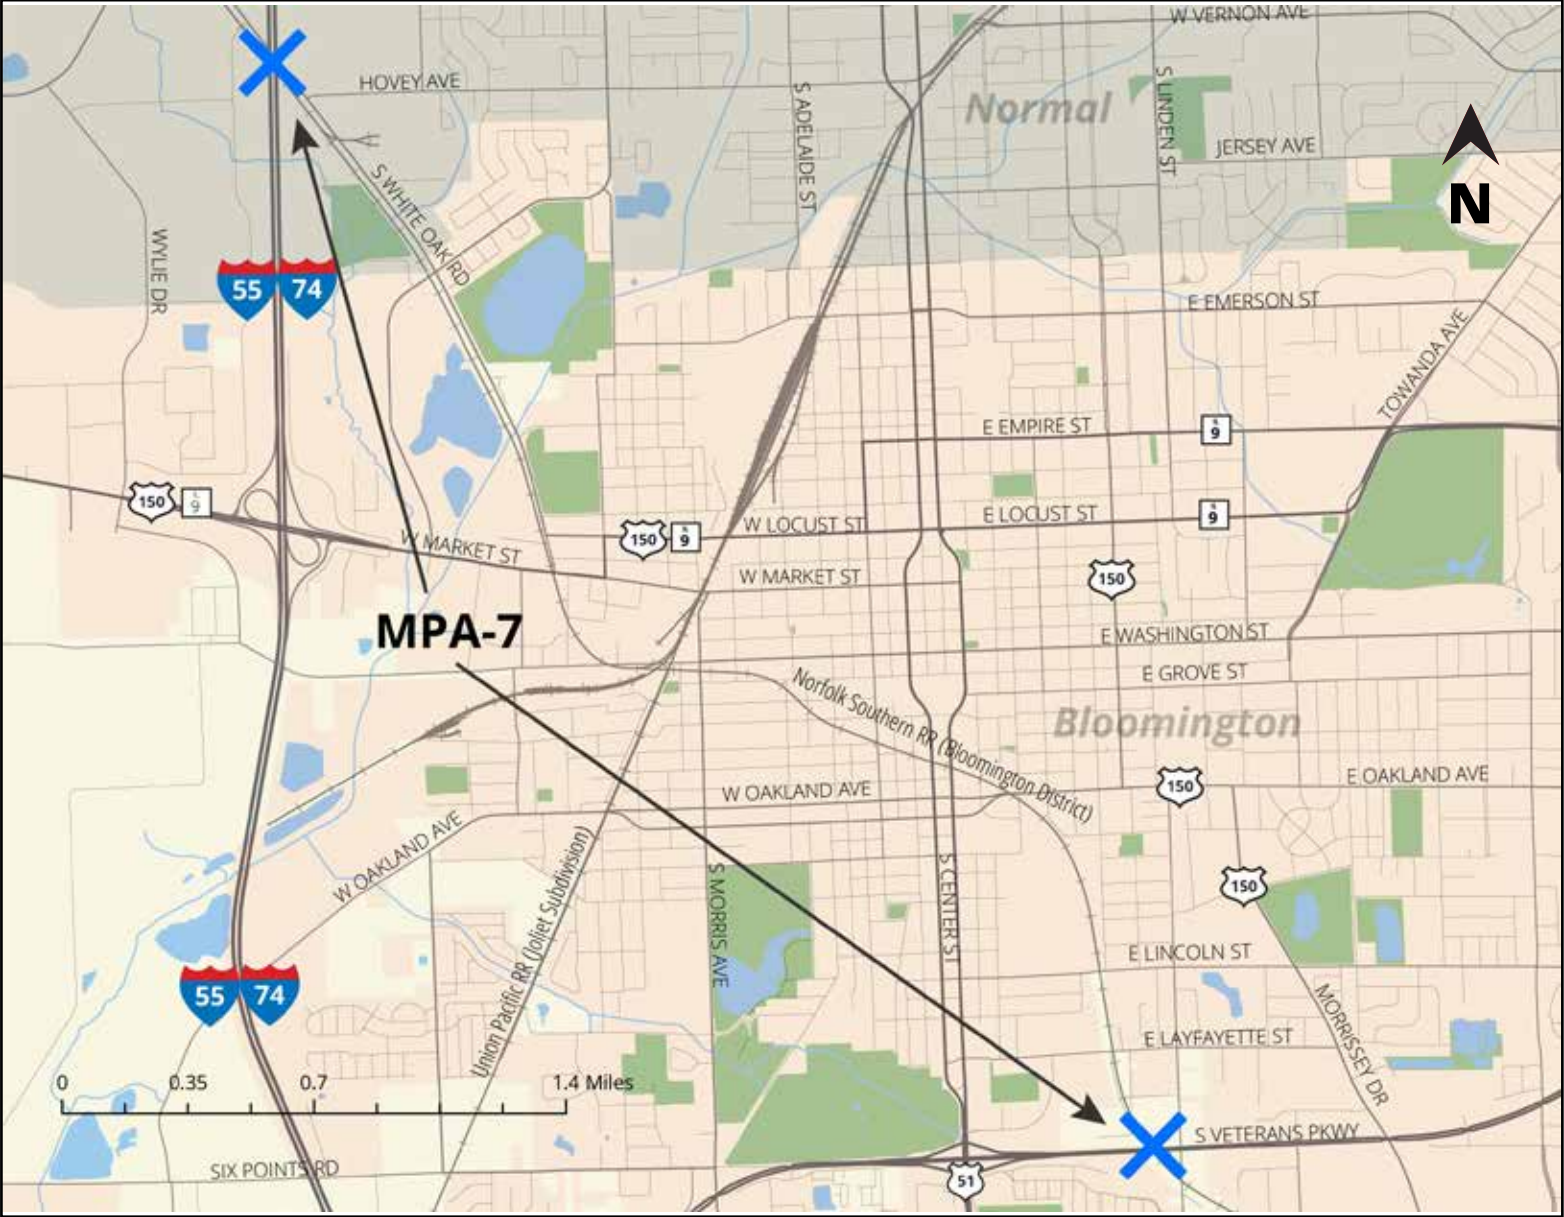 W VERNON AVE
HOVEY AVE
S ADELAIDE ST
Normal
S LINDEN ST
JERSEY AVE
N
S WHITE OAK RD
WYLIE DR
55
74
E EMERSON ST
TOWANDA AVE
E EMPIRE ST
9
150
9
W MARKET ST
150
9
W LOCUST ST
E LOCUST ST
9
W MARKET ST
150
MPA-7
E WASHINGTON ST
E GROVE ST
Norfolk Southern RR (Bloomington District)
Bloomington
W OAKLAND AVE
150
E OAKLAND AVE
W OAKLAND AVE
Union Pacific RR (Joliet Subdivision)
S MORRIS AVE
S CENTER S
150
E LINCOLN ST
55
74
MORRISSEY DR
E LAYFAYETTE ST
0
0.35
0.7
1.4 Miles
S VETERANS PKWY
SIX POINTS RD
51